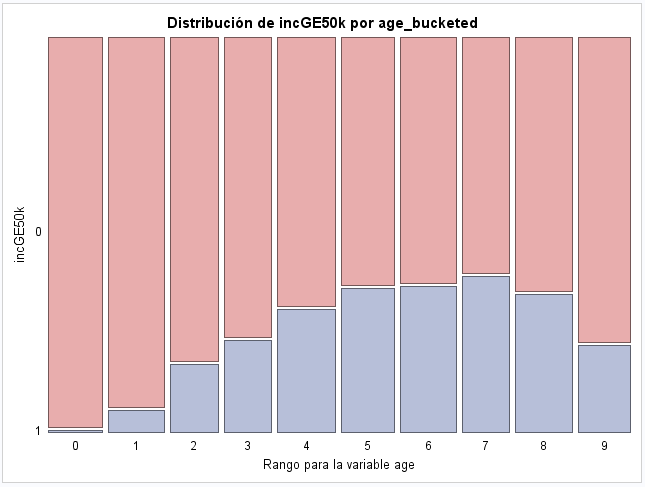 Distribución de incGE50k por age_bucketed
incGE50k
0
1
0 1 2 3 4 5 6 7 8 9
Rango para la variable age